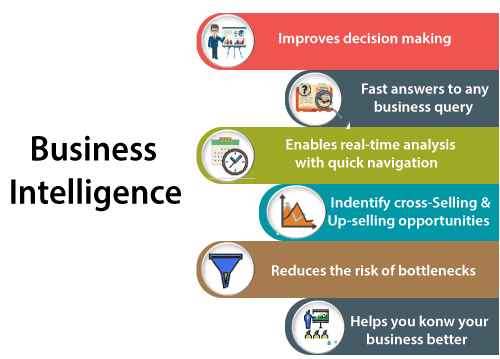 Business
Intelligence
Improves decision making
Fast answers to any
business query
Enables real-time analysis
with quick navigation
Indentify cross-Selling &
Up-selling opportunities
Reduces the risk of bottlenecks
Helps you konw your
business better